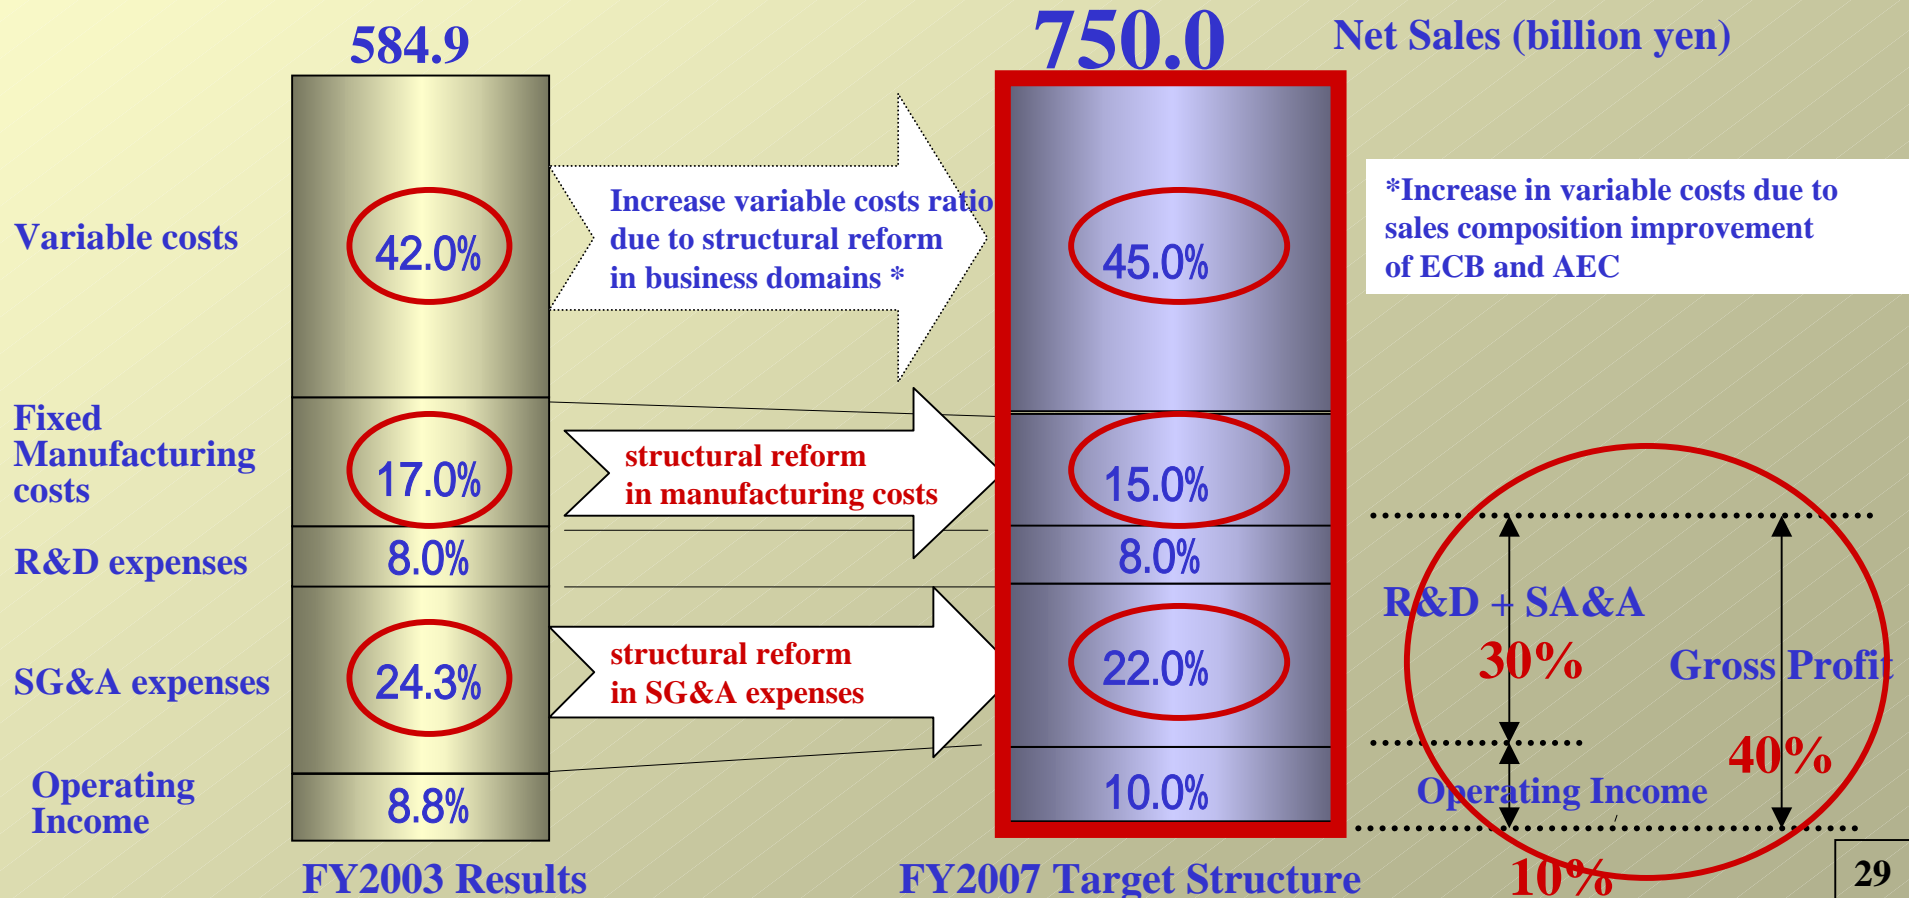 584.9
750.0
Net Sales (billion yen)
Variable costs
42.0%
Increase variable costs ratio
due to structural reform
in business domains *
45.0%
*Increase in variable costs due to
sales composition improvement
of ECB and AEC
Fixed
Manufacturing
costs
17.0%
structural reform
in manufacturing costs
15.0%
R&D expenses
8.0%
8.0%
SG&A expenses
24.3%
structural reform
in SG&A expenses
22.0%
R&D + SA&A
30%
Gross Profit
40%
Operating
Income
8.8%
10.0%
Operating Income
10%
FY2003 Results
FY2007 Target Structure
29